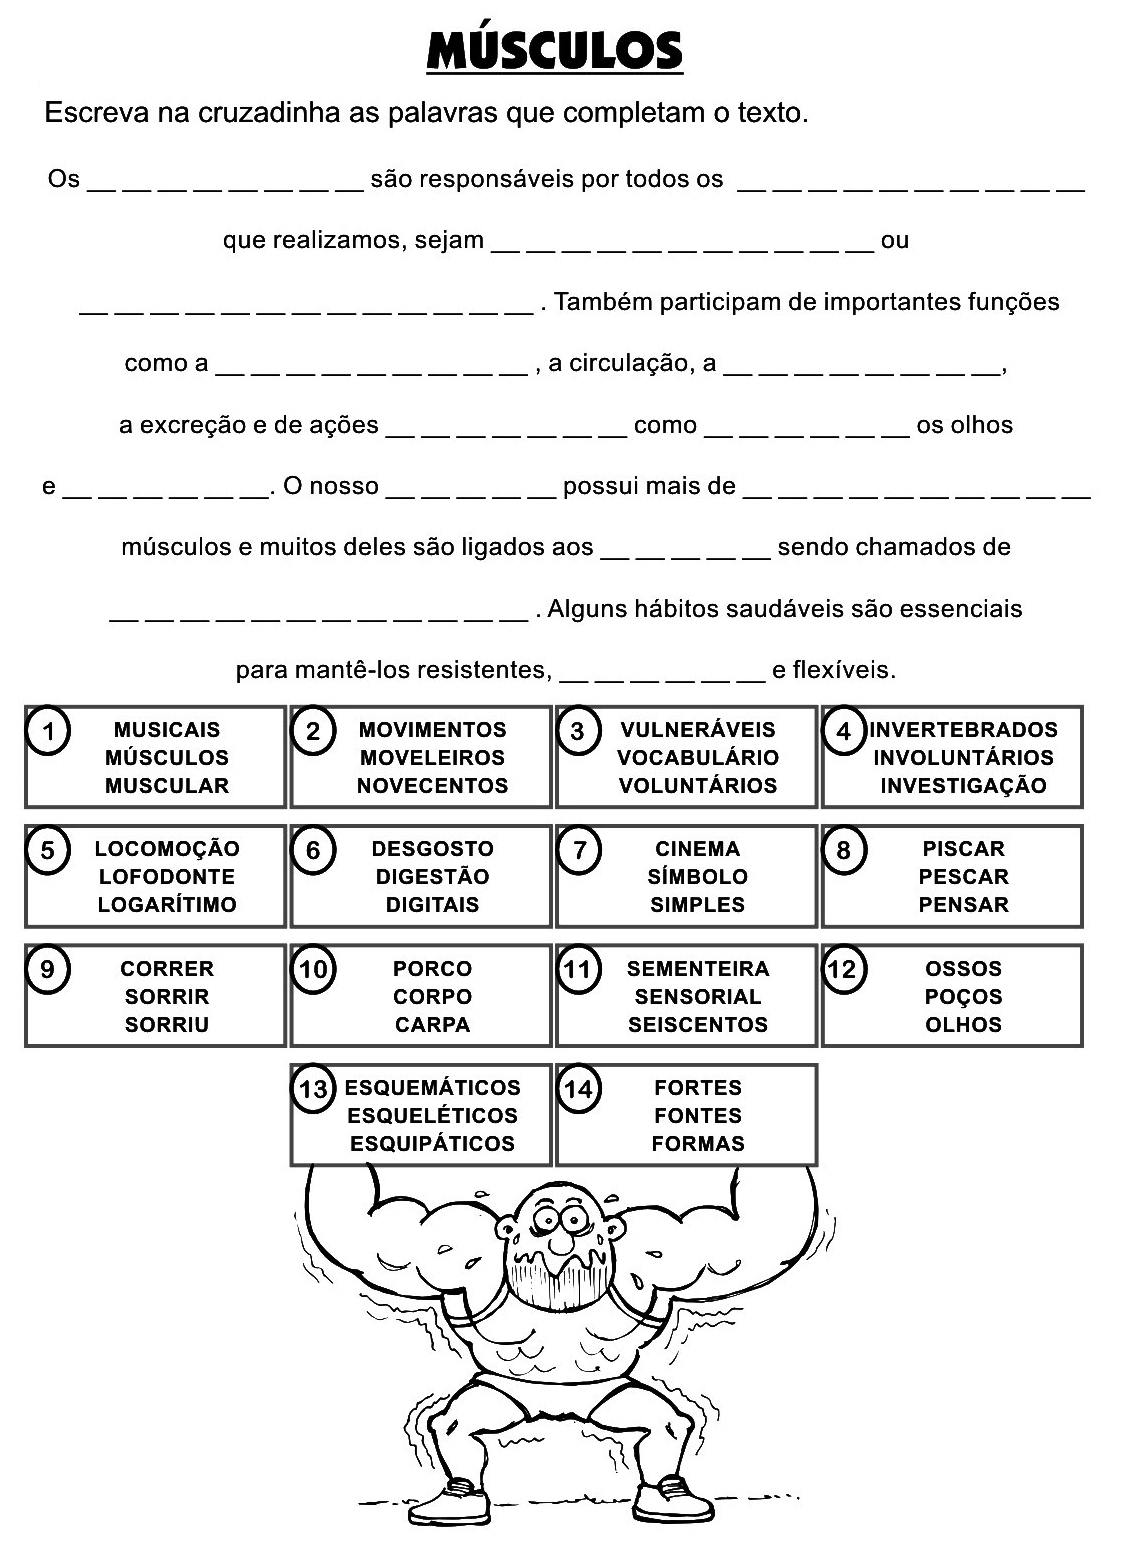 MÚSCULOS
Escreva na cruzadinha as palavras que completam o texto.
Os __ __ __ __ __ __ __ __ são responsáveis por todos os __ __ __ __ __ __ __ __ __ __
que realizamos, sejam __ __ __ __ __ __ __ __ __ __ __ ou
__ __ __ __ __ __ __ __ __ __ __ __ __ . Também participam de importantes funções
como a __ __ __ __ __ __ __ __ __ , a circulação, a __ __ __ __ __ __ __ __,
a excreção e de ações __ __ __ __ __ __ __ como __ __ __ __ __ __ os olhos
e __ __ __ __ __ __. O nosso __ __ __ __ __ possui mais de __ __ __ __ __ __ __ __ __ __
músculos e muitos deles são ligados aos __ __ __ __ __ sendo chamados de
__ __ __ __ __ __ __ __ __ __ __ __ . Alguns hábitos saudáveis são essenciais
para mantê-los resistentes, __ __ __ __ __ __ e flexíveis.
1
MUSICAIS
MÚSCULOS
MUSCULAR
2
MOVIMENTOS
MOVELEIROS
NOVECENTOS
3
VULNERÁVEIS
VOCABULÁRIO
VOLUNTÁRIOS
4
INVERTEBRADOS
INVOLUNTÁRIOS
INVESTIGAÇÃO
5
LOCOMOÇÃO
LOFODONTE
LOGARÍTIMO
6
DESGOSTO
DIGESTÃO
DIGITAIS
7
CINEMA
SÍMBOLO
SIMPLES
8
PISCAR
PESCAR
PENSAR
9
CORRER
SORRIR
SORRIU
10
PORCO
CORPO
CARPA
11
SEMENTEIRA
SENSORIAL
SEISCENTOS
12
OSSOS
POÇOS
OLHOS
13
ESQUEMÁTICOS
ESQUELÉTICOS
ESQUIPÁTICOS
14
FORTES
FONTES
FORMAS